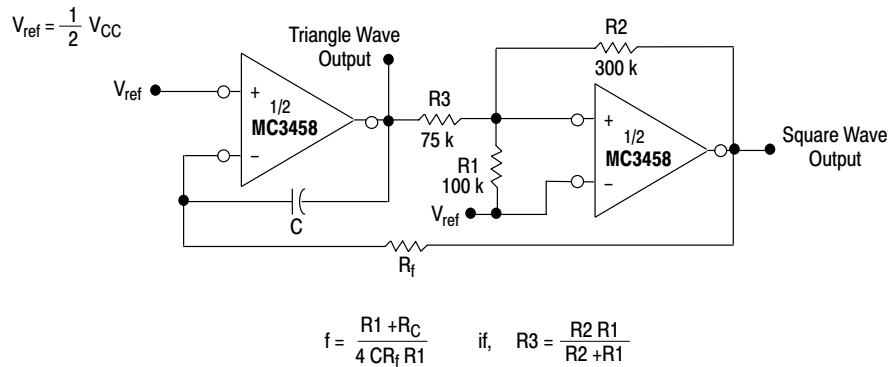 V_ref = 1/2 V_CC
Triangle Wave
Output
R2
300 k
V_ref
+
1/2
MC3458
−
R3
75 k
+
1/2
MC3458
−
Square Wave
Output
R1
100 k
V_ref
C
R_f
f = (R1 +R_C)/(4 CR_f R1) if, R3 = (R2 R1)/(R2 +R1)